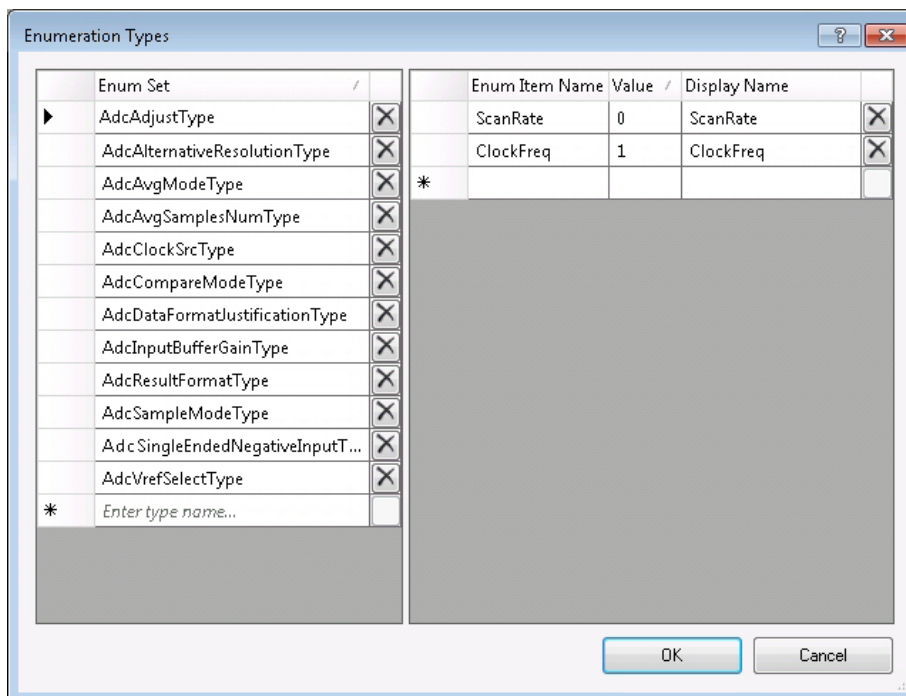 Enumeration Types
Enum Set
AdcAdjustType
AdcAlternativeResolutionType
AdcAvgModeType
AdcAvgSamplesNumType
AdcClockSrcType
AdcCompareModeType
AdcDataFormatJustificationType
AdcInputBufferGainType
AdcResultFormatType
AdcSampleModeType
AdcSingleEndedNegativeInputT...
AdcVrefSelectType
* Enter type name...
Enum Item Name Value Display Name
ScanRate 0 ScanRate
ClockFreq 1 ClockFreq
*
OK Cancel